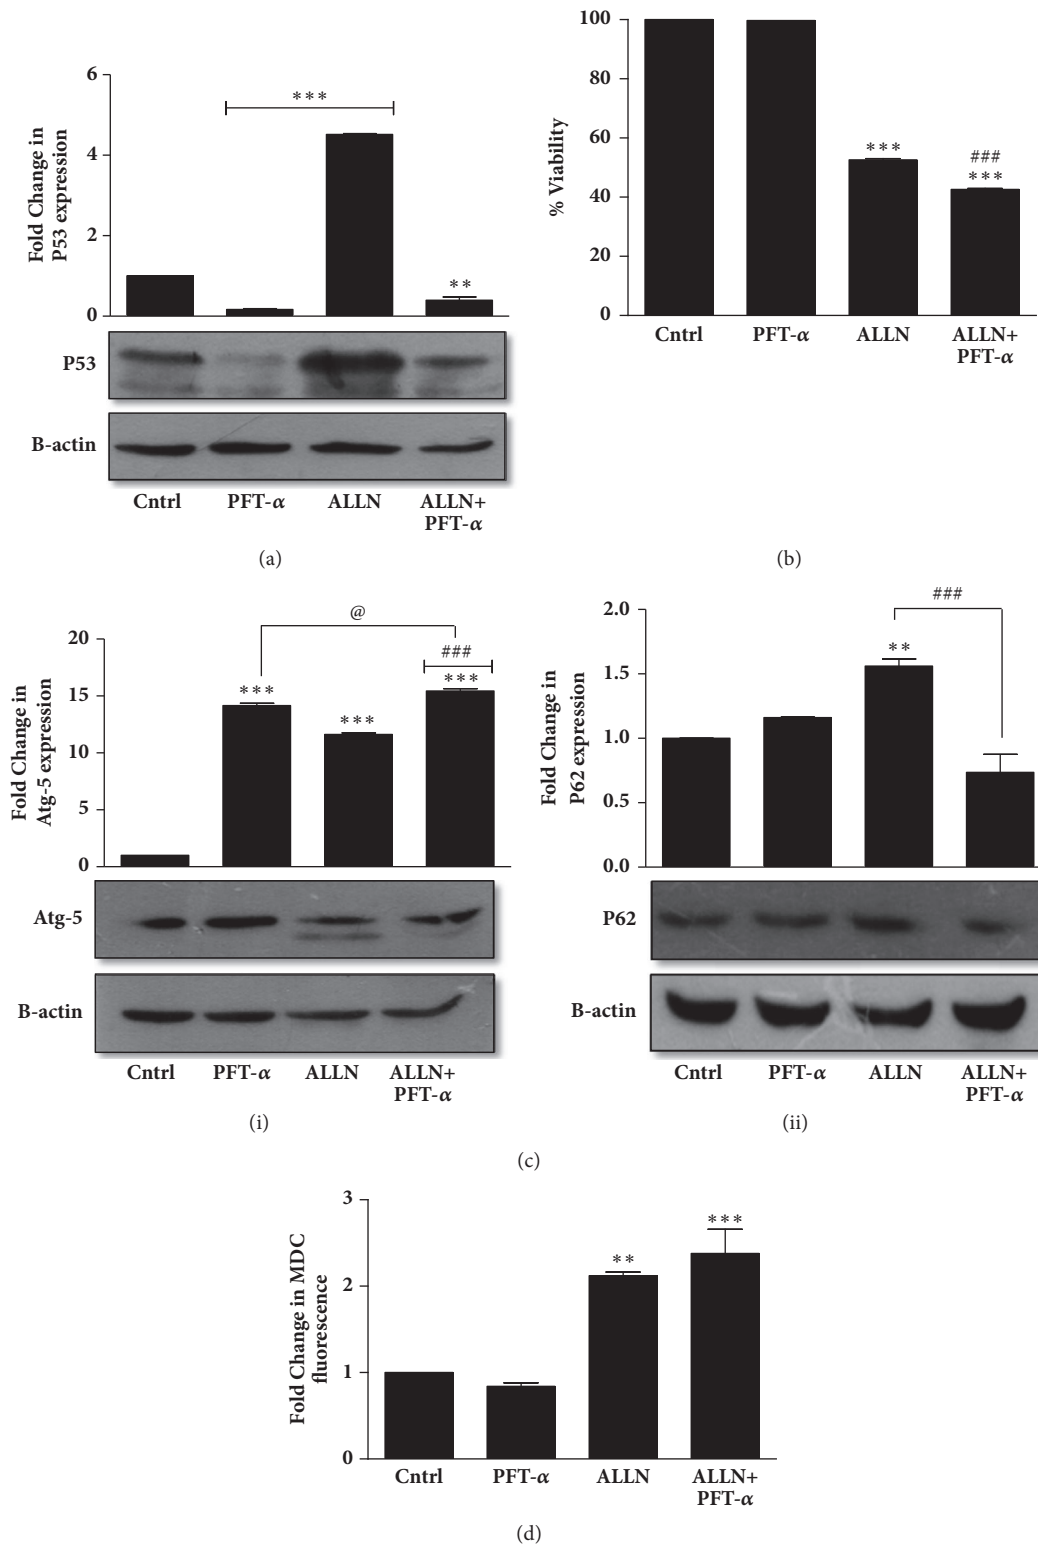 6
4
2
0
Fold Change in
P53 expression
***
**
P53
B-actin
Cntrl PFT-α ALLN ALLN+
PFT-α
(a)
100
80
60
40
20
0
% Viability
***
###
***
Cntrl PFT-α ALLN ALLN+
PFT-α
(b)
20
15
10
5
0
Fold Change in
Atg-5 expression
@
***
***
###
***
Atg-5
B-actin
Cntrl PFT-α ALLN ALLN+
PFT-α
(i)
2.0
1.5
1.0
0.5
0.0
Fold Change in
P62 expression
###
**
P62
B-actin
Cntrl PFT-α ALLN ALLN+
PFT-α
(ii)
(c)
3
2
1
0
Fold Change in MDC
fluorescence
**
***
Cntrl PFT-α ALLN ALLN+
PFT-α
(d)